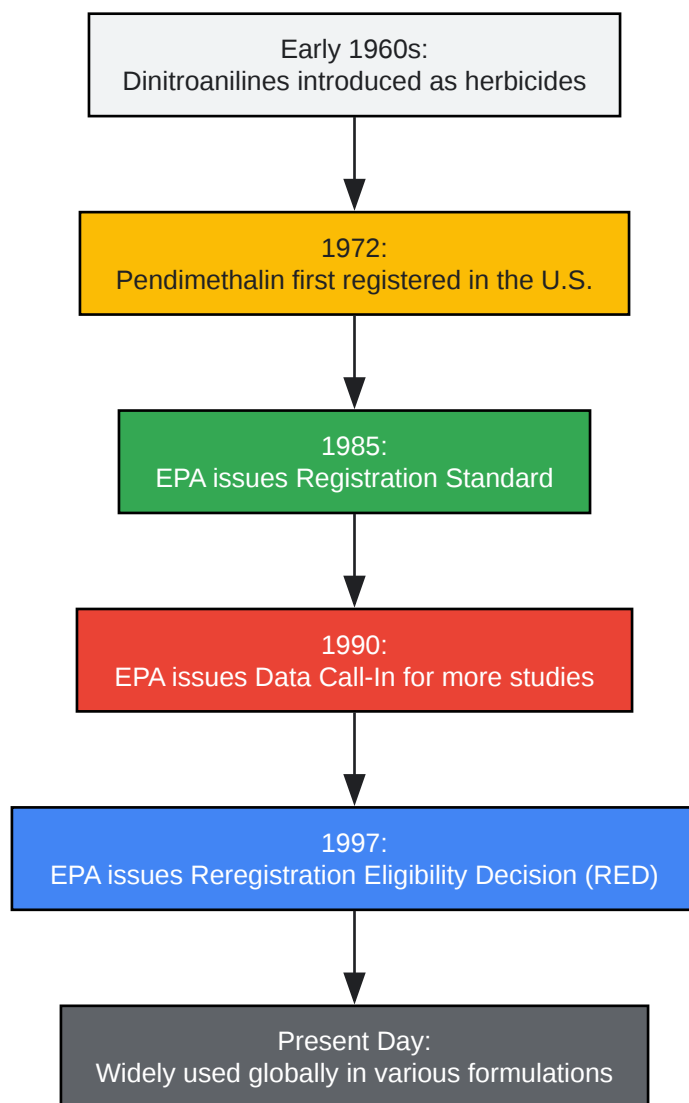 Early 1960s:
Dinitroanilines introduced as herbicides
1972:
Pendimethalin first registered in the U.S.
1985:
EPA issues Registration Standard
1990:
EPA issues Data Call-In for more studies
1997:
EPA issues Reregistration Eligibility Decision (RED)
Present Day:
Widely used globally in various formulations